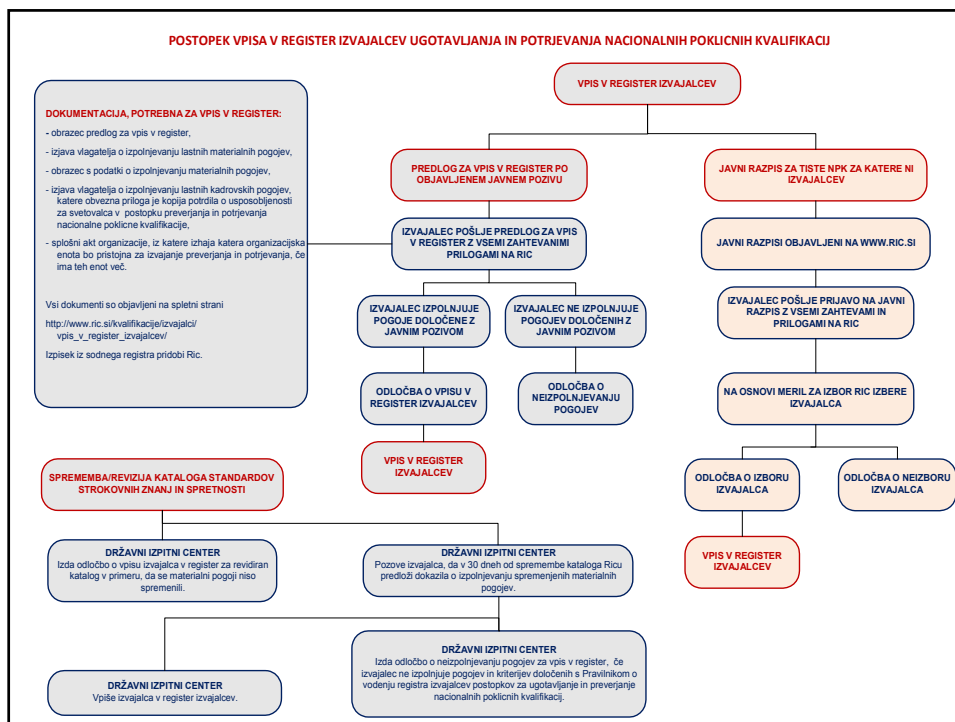 POSTOPEK VPISA V REGISTER IZVAJALCEV UGOTAVLJANJA IN POTRJEVANJA NACIONALNIH POKLICNIH KVALIFIKACIJ
VPIS V REGISTER IZVAJALCEV
DOKUMENTACIJA, POTREBNA ZA VPIS V REGISTER:
- obrazec predlog za vpis v register,
- izjava vlagatelja o izpolnjevanju lastnih materialnih pogojev,
- obrazec s podatki o izpolnjevanju materialnih pogojev,
- izjava vlagatelja o izpolnjevanju lastnih kadrovskih pogojev,
katere obvezna priloga je kopija potrdila o usposobljenosti
za svetovalca v postopku preverjanja in potrjevanja
nacionalne poklicne kvalifikacije,
- splošni akt organizacije, iz katere izhaja katera organizacijska
enota bo pristojna za izvajanje preverjanja in potrjevanja, če
ima teh enot več.
Vsi dokumenti so objavljeni na spletni strani
http://www.ric.si/kvalifikacije/izvajalci/
vpis_v_register_izvajalcev/
Izpisek iz sodnega registra pridobi Ric.
PREDLOG ZA VPIS V REGISTER PO
OBJAVLJENEM JAVNEM POZIVU
IZVAJALEC POŠLJE PREDLOG ZA VPIS
V REGISTER Z VSEMI ZAHTEVANIMI
PRILOGAMI NA RIC
IZVAJALEC IZPOLNJUJE
POGOJE DOLOČENE Z
JAVNIM POZIVOM
IZVAJALEC NE IZPOLNJUJE
POGOJEV DOLOČENIH Z
JAVNIM POZIVOM
ODLOČBA O VPISU V
REGISTER IZVAJALCEV
ODLOČBA O
NEIZPOLNJEVANJU
POGOJEV
VPIS V REGISTER
IZVAJALCEV
JAVNI RAZPIS ZA TISTE NPK ZA KATERE NI
IZVAJALCEV
JAVNI RAZPISI OBJAVLJENI NA WWW.RIC.SI
IZVAJALEC POŠLJE PRIJAVO NA JAVNI
RAZPIS Z VSEMI ZAHTEVAMI IN
PRILOGAMI NA RIC
NA OSNOVI MERIL ZA IZBOR RIC IZBERE
IZVAJALCA
ODLOČBA O IZBORU
IZVAJALCA
ODLOČBA O NEIZBORU
IZVAJALCA
VPIS V REGISTER
IZVAJALCEV
SPREMEMBA/REVIZIJA KATALOGA STANDARDOV
STROKOVNIH ZNANJ IN SPRETNOSTI
DRŽAVNI IZPITNI CENTER
Izda odločbo o vpisu izvajalca v register za revidiran
katalog v primeru, da se materialni pogoji niso
spremenili.
DRŽAVNI IZPITNI CENTER
Pozove izvajalca, da v 30 dneh od spremembe kataloga Ricu
predloži dokazila o izpolnjevanju spremenjenih materialnih
pogojev.
DRŽAVNI IZPITNI CENTER
Vpiše izvajalca v register izvajalcev.
DRŽAVNI IZPITNI CENTER
Izda odločbo o neizpolnjevanju pogojev za vpis v register, če
izvajalec ne izpolnjuje pogojev in kriterijev določenih s Pravilnikom o
vodenju registra izvajalcev postopkov za ugotavljanje in preverjanje
nacionalnih poklicnih kvalifikacij.